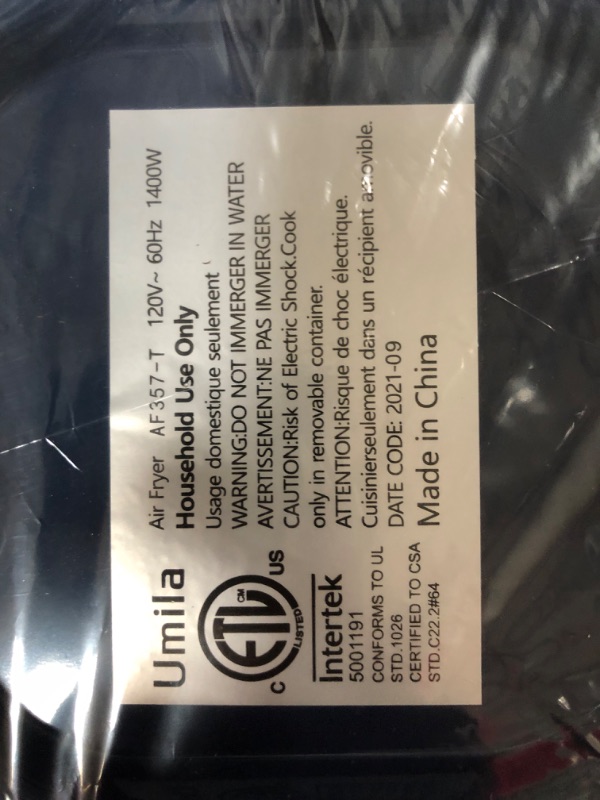 Umila
C ETL CM LISTED US
Intertek
5001191
CONFORMS TO UL
STD.1026
CERTIFIED TO CSA
STD.C22.2#64
Air Fryer AF357-T 120V~ 60Hz 1400W
Household Use Only
Usage domestique seulement
WARNING:DO NOT IMMERGER IN WATER
AVERTISSEMENT:NE PAS IMMERGER
CAUTION:Risk of Electric Shock.Cook
only in removable container.
ATTENTION:Risque de choc électrique.
Cuisinierseulement dans un récipient amovible.
DATE CODE: 2021-09
Made in China